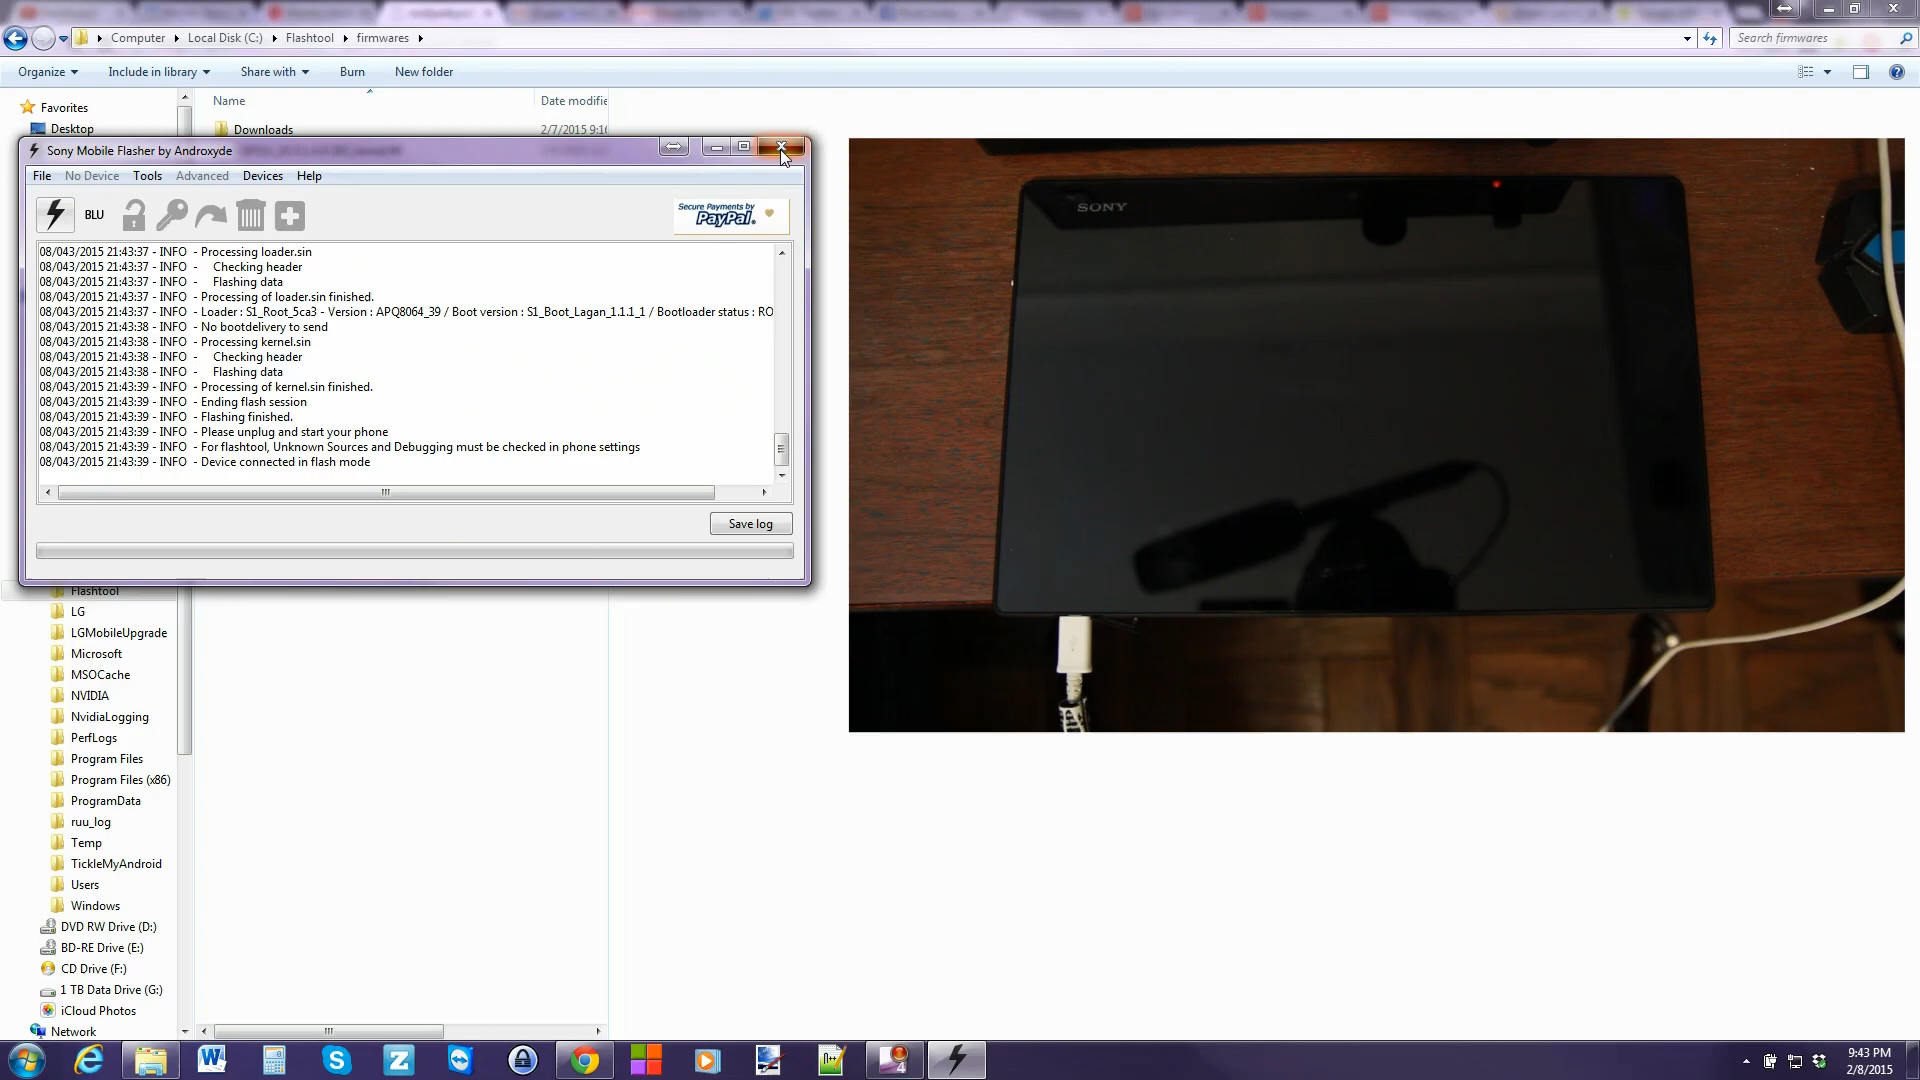 Computer Local Disk (C:) Flashtool firmwares
Search firmwares
Organize Include in library Share with Burn New folder
Name Date modifie
Favorites
Desktop
Downloads 2/7/2015 9:16
Sony Mobile Flasher by Androxyde
File No Device Tools Advanced Devices Help
BLU
Secure Payments by
PayPal.
08/043/2015 21:43:37 - INFO - Processing loader.sin
08/043/2015 21:43:37 - INFO - Checking header
08/043/2015 21:43:37 - INFO - Flashing data
08/043/2015 21:43:37 - INFO - Processing of loader.sin finished.
08/043/2015 21:43:37 - INFO - Loader : S1_Root_5ca3 - Version : APQ8064_39 / Boot version : S1_Boot_Lagan_1.1.1_1 / Bootloader status : RO
08/043/2015 21:43:38 - INFO - No bootdelivery to send
08/043/2015 21:43:38 - INFO - Processing kernel.sin
08/043/2015 21:43:38 - INFO - Checking header
08/043/2015 21:43:38 - INFO - Flashing data
08/043/2015 21:43:39 - INFO - Processing of kernel.sin finished.
08/043/2015 21:43:39 - INFO - Ending flash session
08/043/2015 21:43:39 - INFO - Flashing finished.
08/043/2015 21:43:39 - INFO - Please unplug and start your phone
08/043/2015 21:43:39 - INFO - For flashtool, Unknown Sources and Debugging must be checked in phone settings
08/043/2015 21:43:39 - INFO - Device connected in flash mode
Save log
SONY
Flashtool
LG
LGMobileUpgrade
Microsoft
MSOCache
NVIDIA
NvidiaLogging
PerfLogs
Program Files
Program Files (x86)
ProgramData
ruu_log
Temp
TickleMyAndroid
Users
Windows
DVD RW Drive (D:)
BD-RE Drive (E:)
CD Drive (F:)
1 TB Data Drive (G:)
iCloud Photos
Network
9:43 PM
2/8/2015